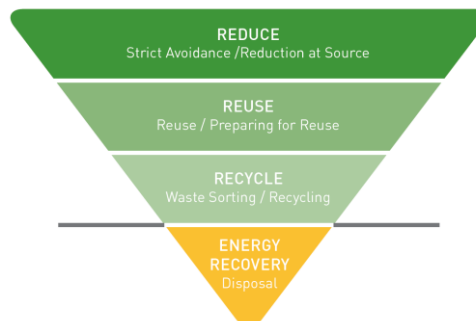 REDUCE
Strict Avoidance /Reduction at Source
REUSE
Reuse / Preparing for Reuse
RECYCLE
Waste Sorting / Recycling
ENERGY
RECOVERY
Disposal